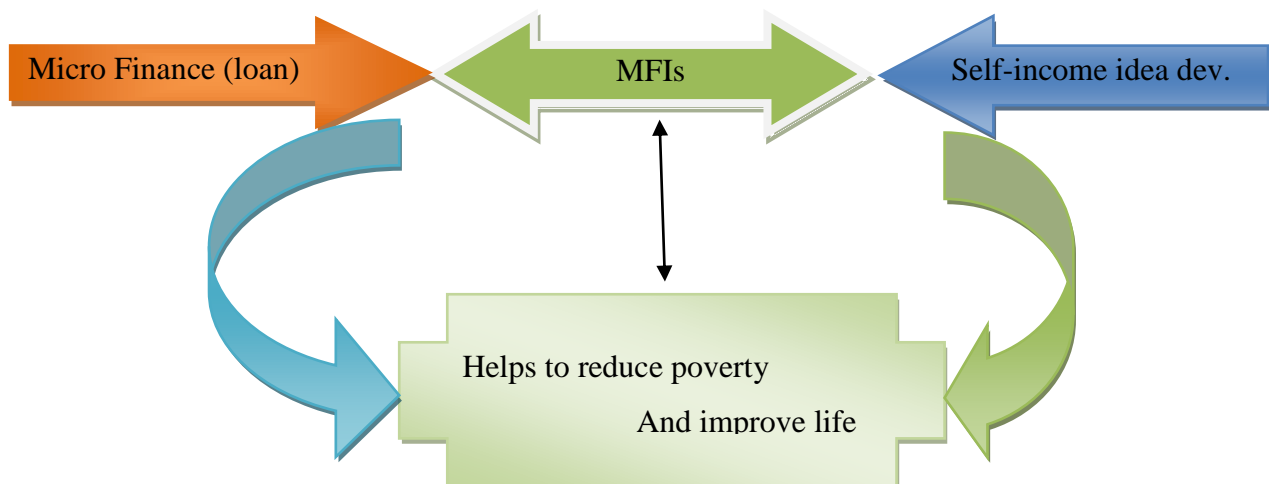 Micro Finance (loan)
MFIs
Self-income idea dev.
Helps to reduce poverty
And improve life